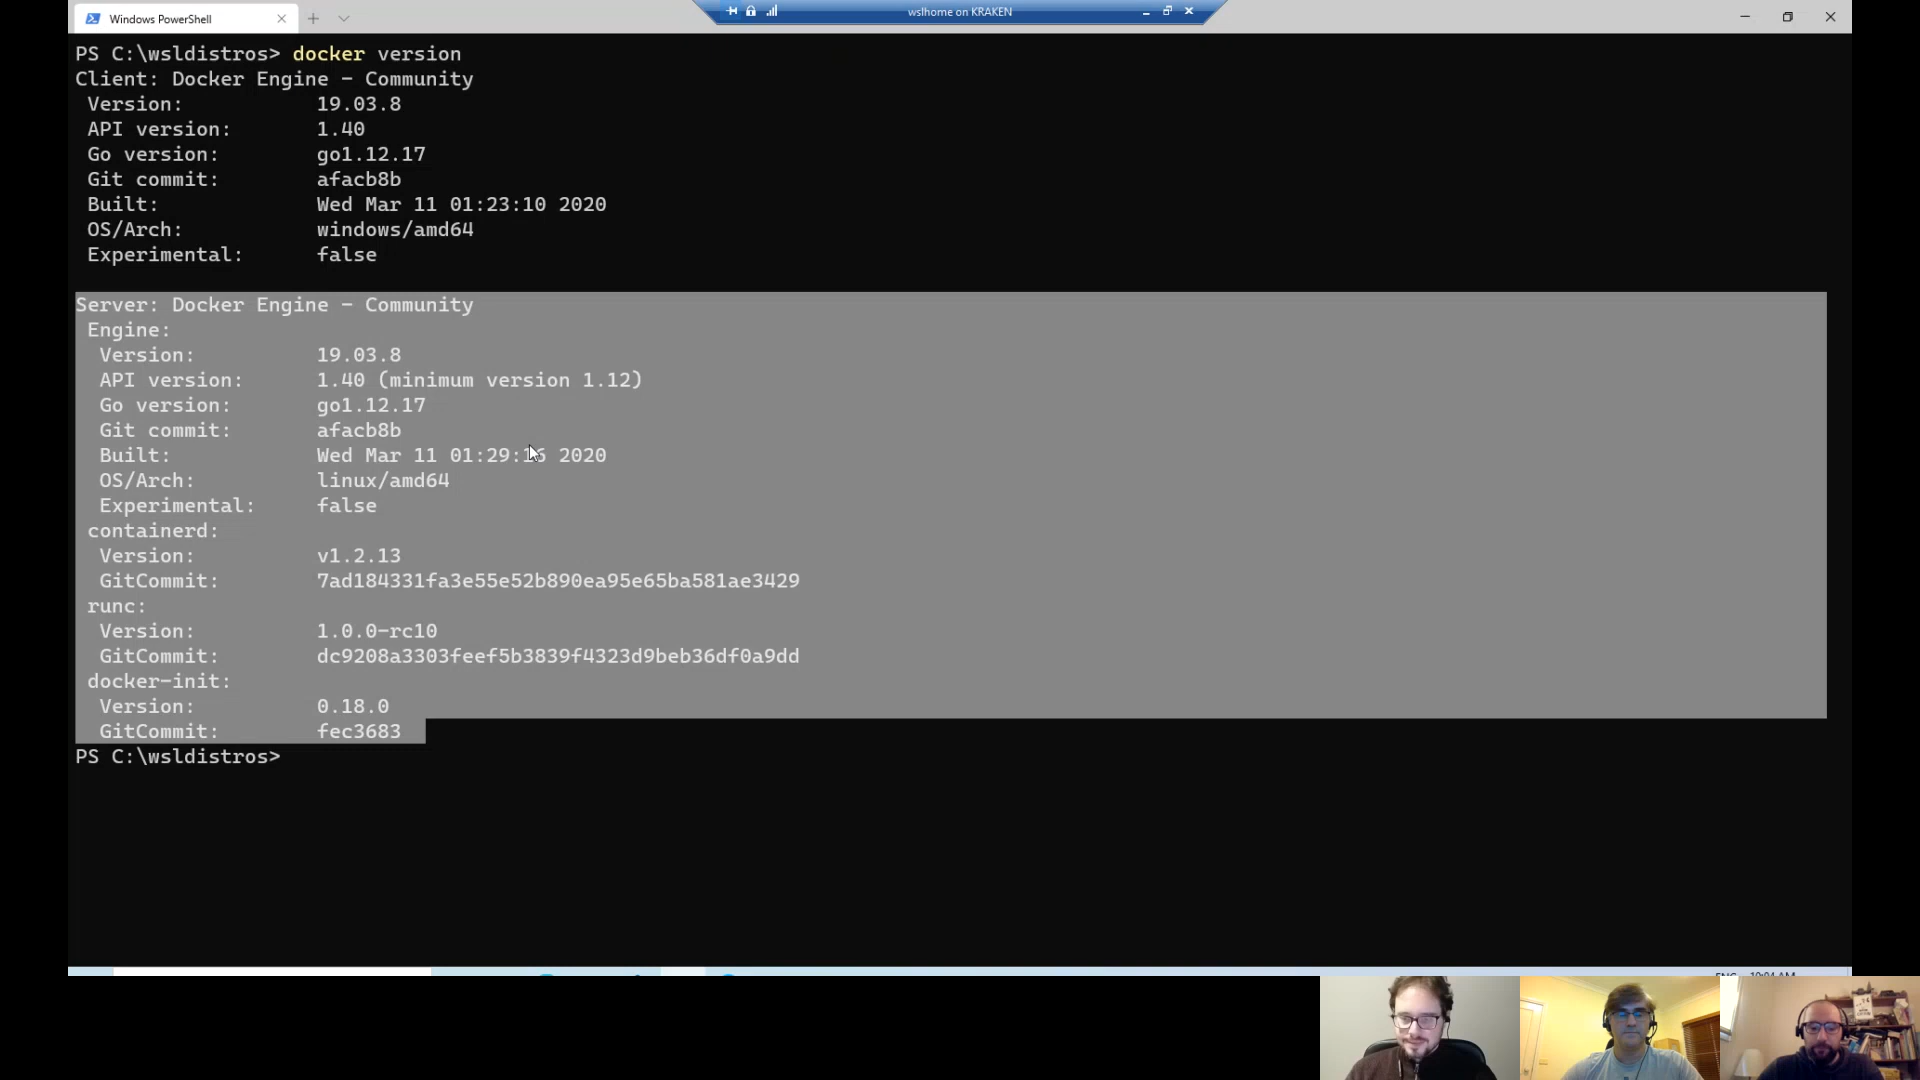 Windows PowerShell
wslhome on KRAKEN
PS C:\wsldistros> docker version
Client: Docker Engine - Community
Version: 19.03.8
API version: 1.40
Go version: go1.12.17
Git commit: afacb8b
Built: Wed Mar 11 01:23:10 2020
OS/Arch: windows/amd64
Experimental: false
Server: Docker Engine - Community
Engine:
Version: 19.03.8
API version: 1.40 (minimum version 1.12)
Go version: go1.12.17
Git commit: afacb8b
Built: Wed Mar 11 01:29:16 2020
OS/Arch: linux/amd64
Experimental: false
containerd:
Version: v1.2.13
GitCommit: 7ad184331fa3e55e52b890ea95e65ba581ae3429
runc:
Version: 1.0.0-rc10
GitCommit: dc9208a3303feef5b3839f4323d9beb36df0a9dd
docker-init:
Version: 0.18.0
GitCommit: fec3683
PS C:\wsldistros>